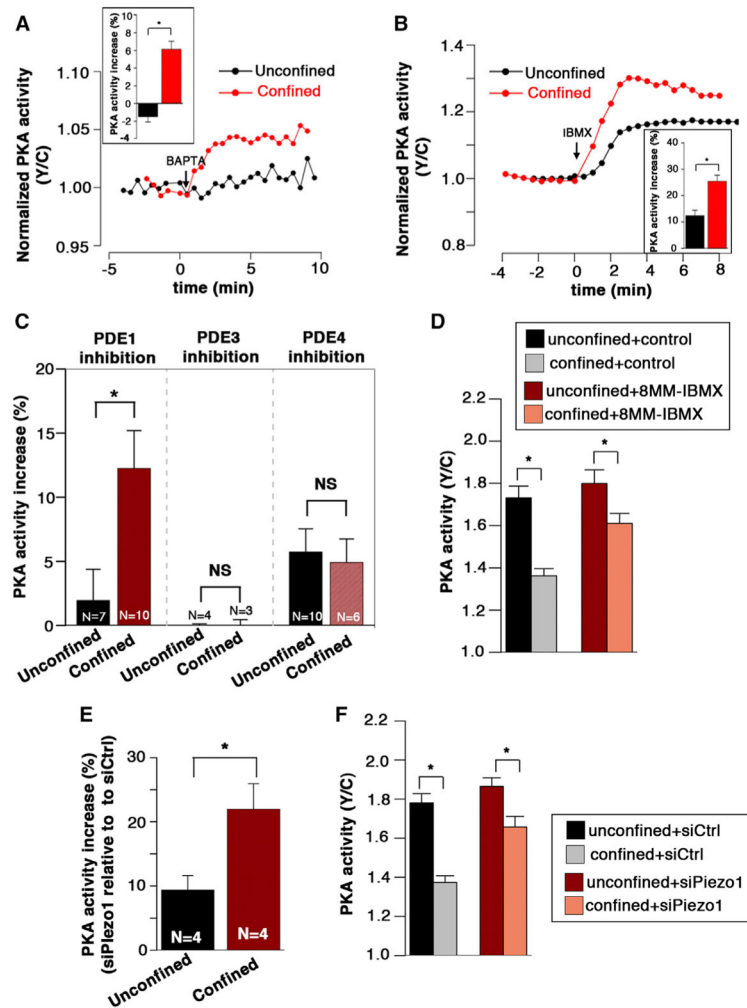 A
PKA activity increase (%)
10
8
6
4
2
0
-2
-4
*
Normalized PKA activity
(Y/C)
1.10
1.05
1.00
0.95
Unconfined
Confined
BAPTA
-5
0
5
10
time (min)
B
Normalized PKA activity
(Y/C)
1.4
1.2
1.0
0.8
Unconfined
Confined
IBMX
PKA activity increase (%)
40
30
20
10
0
*
-4
-2
0
2
4
6
8
time (min)
C
PDE1
inhibition
PDE3
inhibition
PDE4
inhibition
PKA activity increase (%)
20
15
10
5
0
*
NS
NS
N=7
N=10
N=4
N=3
N=10
N=6
Unconfined
Confined
Unconfined
Confined
Unconfined
Confined
D
unconfined+control
confined+control
unconfined+8MM-IBMX
confined+8MM-IBMX
PKA activity (Y/C)
2.2
2.0
1.8
1.6
1.4
1.2
1.0
*
*
E
PKA activity increase (%)
(siPIezo1 relative to to siCtrl)
30
20
10
0
*
N=4
N=4
Unconfined
Confined
F
PKA activity (Y/C)
2.2
2.0
1.8
1.6
1.4
1.2
1.0
*
*
unconfined+siCtrl
confined+siCtrl
unconfined+siPiezo1
confined+siPiezo1